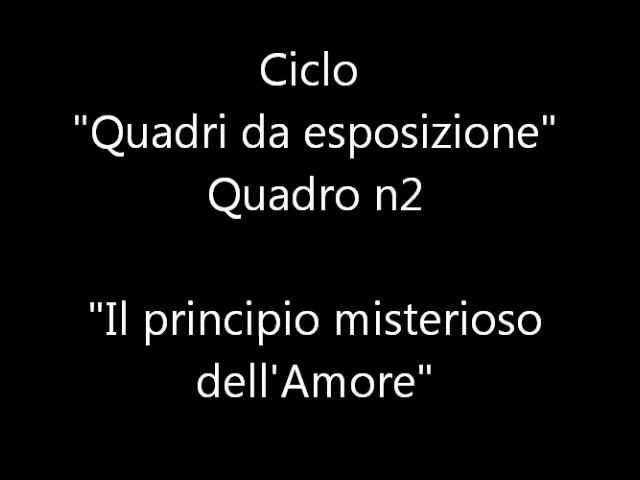 Ciclo
"Quadri da esposizione"
Quadro n2
"Il principio misterioso
dell'Amore"